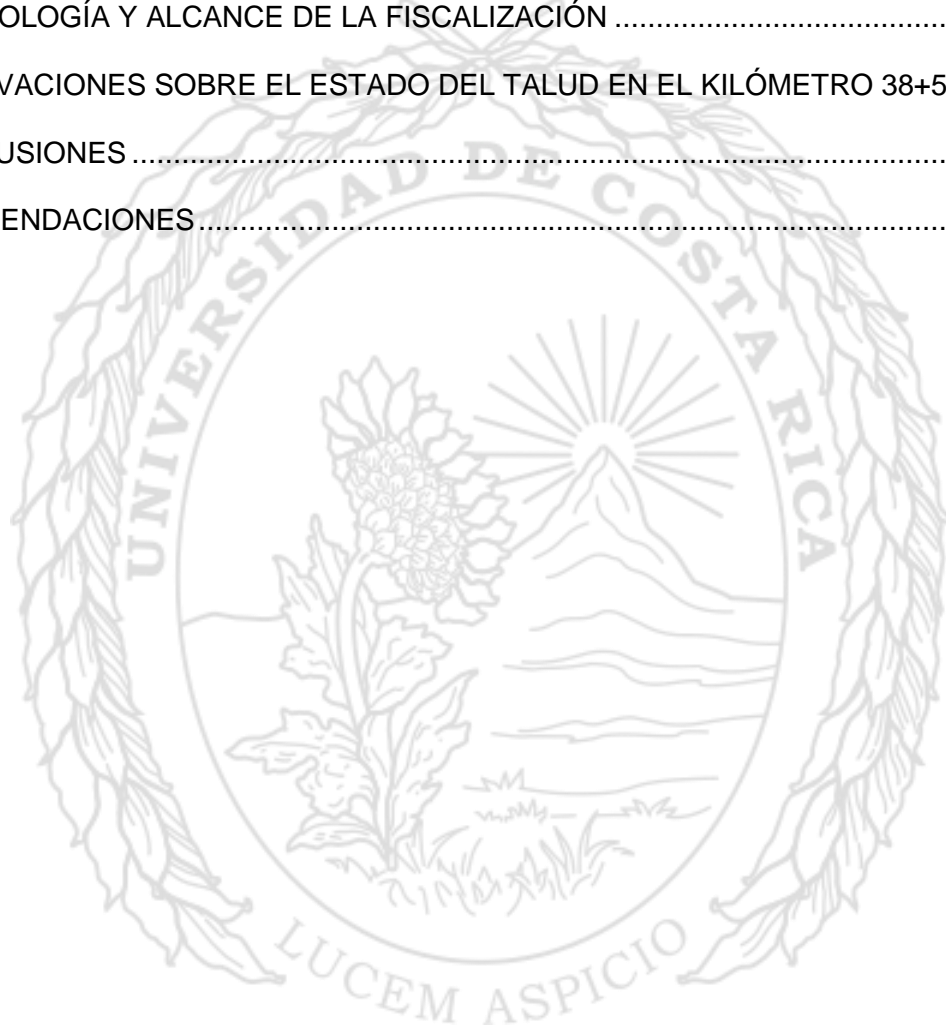 OLOGÍA Y ALCANCE DE LA FISCALIZACIÓN ........................................
VACIONES SOBRE EL ESTADO DEL TALUD EN EL KILÓMETRO 38+5
USIONES ........................................
ENDACIONES ........................................
UNIVERSIDAD DE COSTA RICA
LUCEM ASPICIO